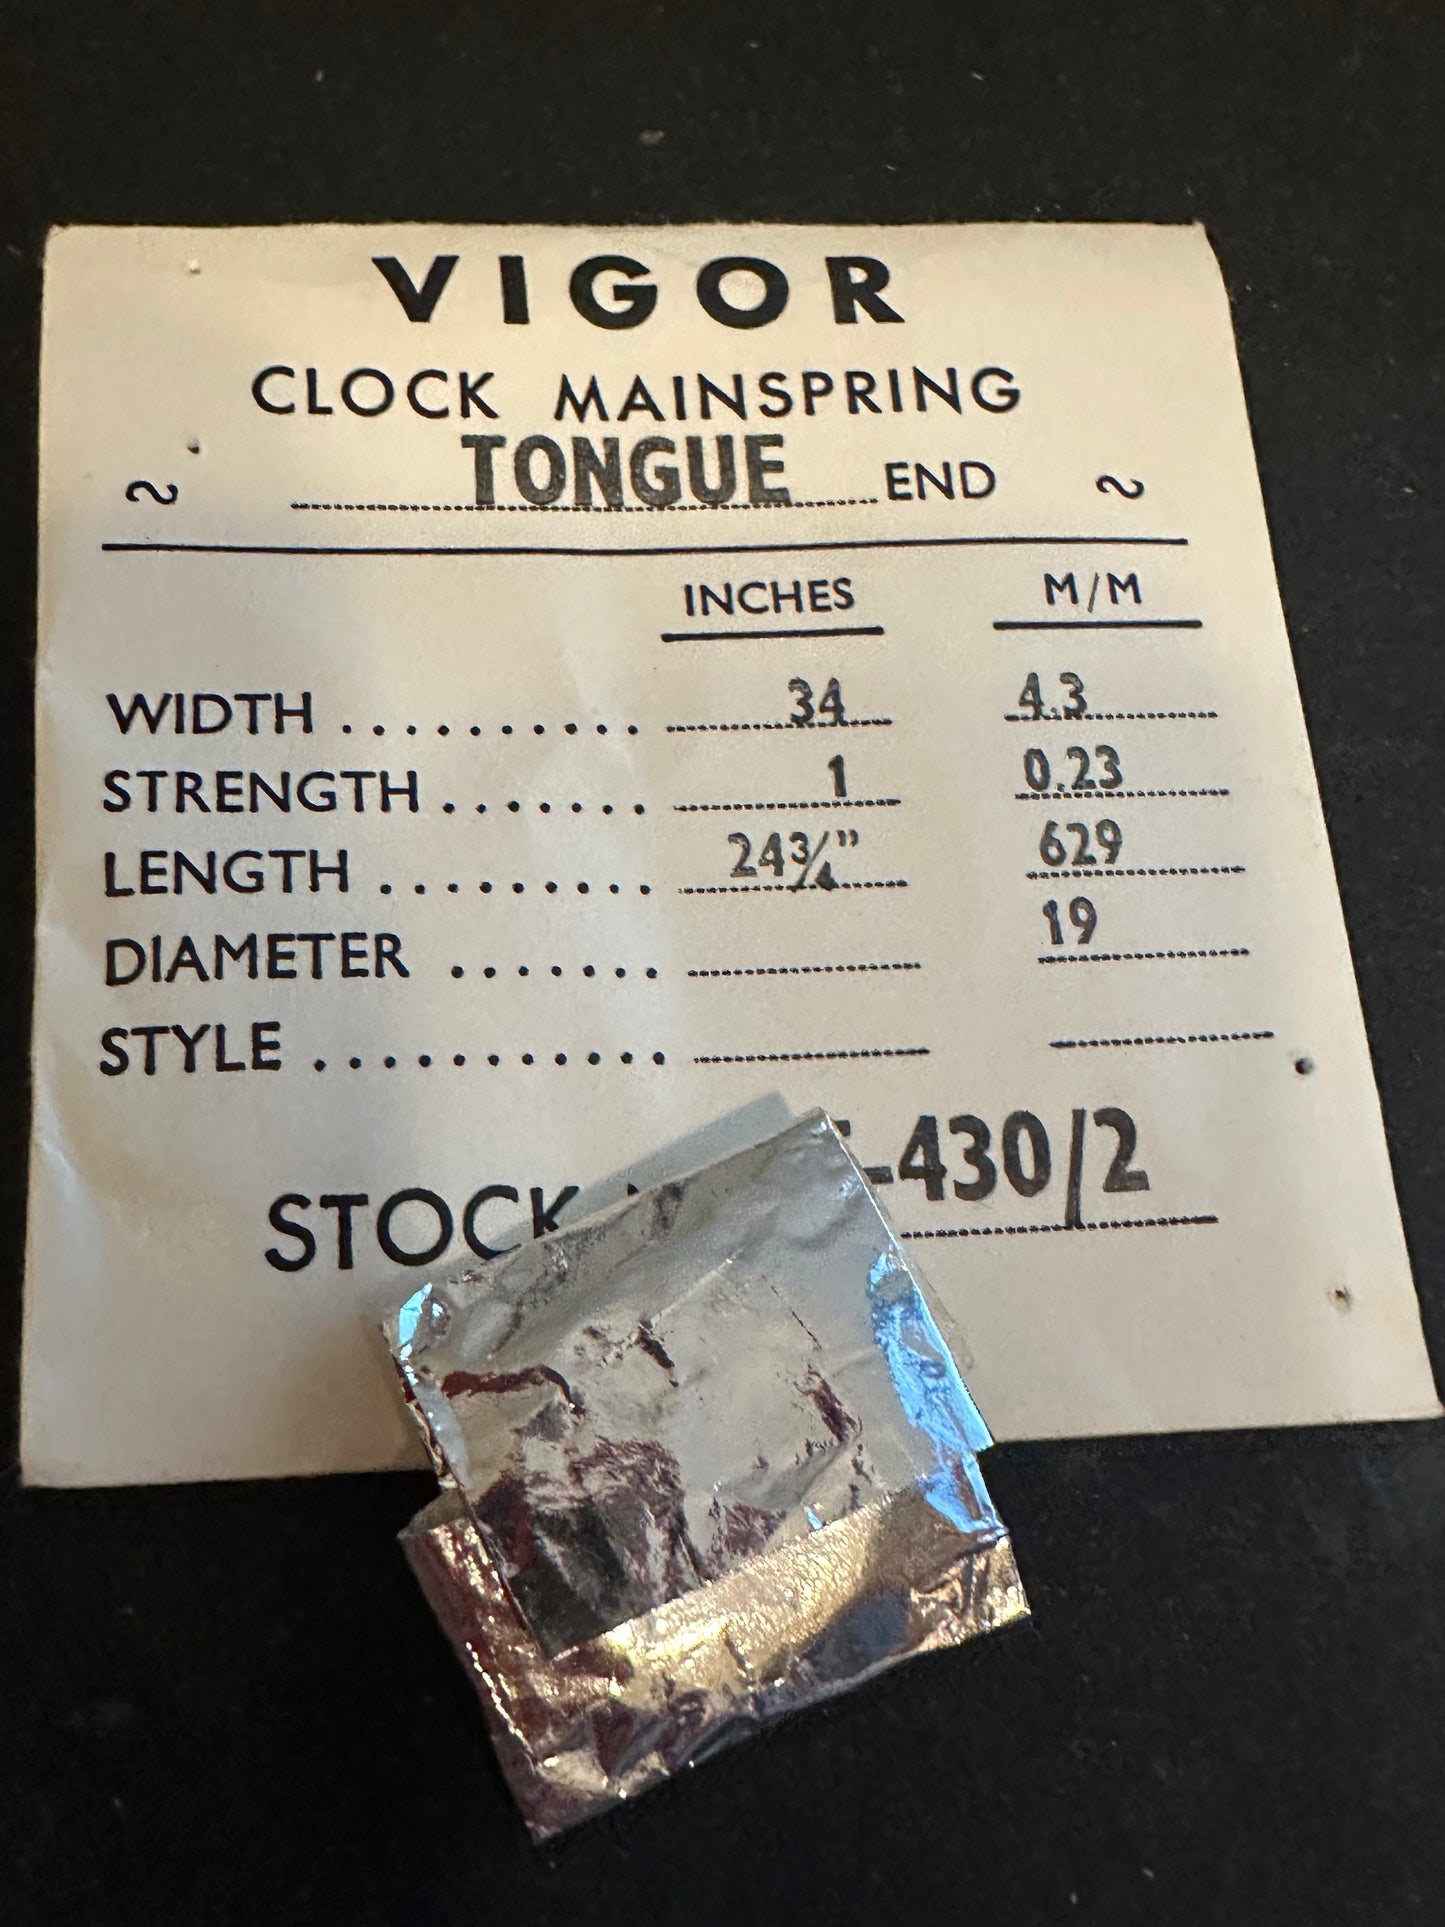 VIGOR
CLOCK MAINSPRING
~ TONGUE END ~
INCHES M/M
WIDTH ........... 34 4.3
STRENGTH ....... 1 0.23
LENGTH .......... 24¾" 629
DIAMETER ....... 19
STYLE ............
STOCK -430/2